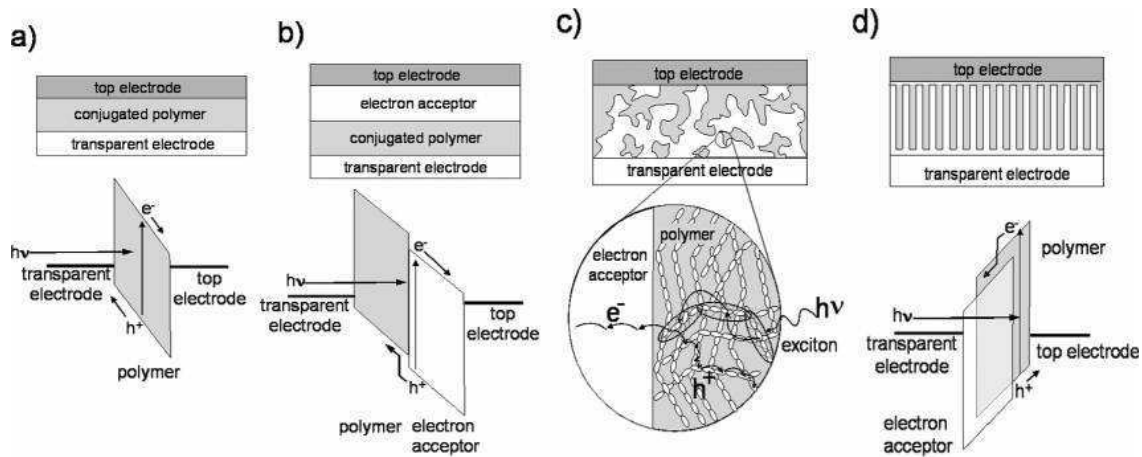 a)
top electrode
conjugated polymer
transparent electrode
e-
hν
transparent
electrode
top
electrode
h+
polymer
b)
top electrode
electron acceptor
conjugated polymer
transparent electrode
e-
hν
transparent
electrode
top
electrode
h+
polymer
electron
acceptor
c)
top electrode
transparent electrode
polymer
electron
acceptor
e-
hν
exciton
h+
d)
top electrode
transparent electrode
e-
polymer
hν
transparent
electrode
top electrode
h+
electron
acceptor